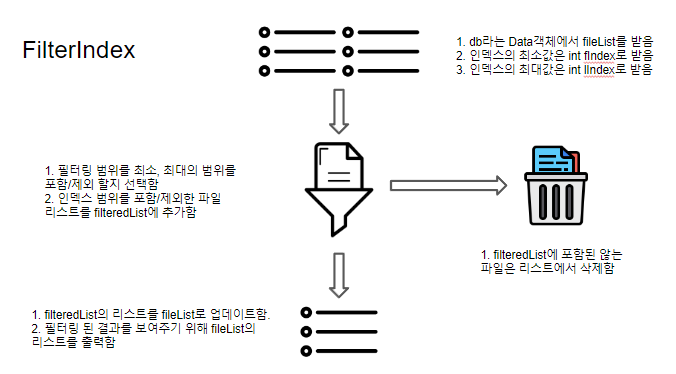 FilterIndex
1. db라는 Data객체에서 fileList를 받음
2. 인덱스의 최소값은 int fIndex로 받음
3. 인덱스의 최대값은 int lIndex로 받음
1. 필터링 범위를 최소, 최대의 범위를
포함/제외 할지 선택함
2. 인덱스 범위를 포함/제외한 파일
리스트를 filteredList에 추가함
1. filteredList에 포함된 않는
파일은 리스트에서 삭제함
1. filteredList의 리스트를 fileList로 업데이트함.
2. 필터링 된 결과를 보여주기 위해 fileList의
리스트를 출력함